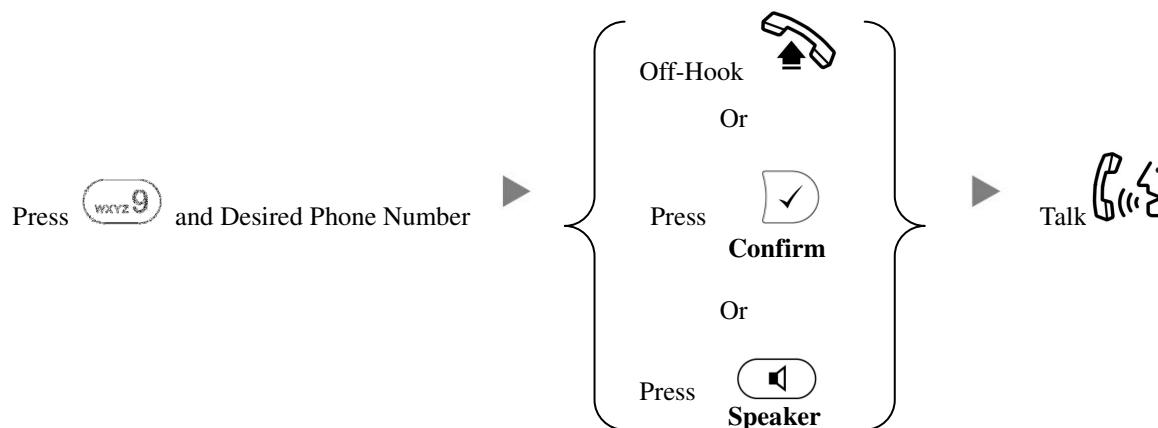 Off-Hook
Or
Press WXYZ 9 and Desired Phone Number
Press
Confirm
Talk
Or
Press
Speaker